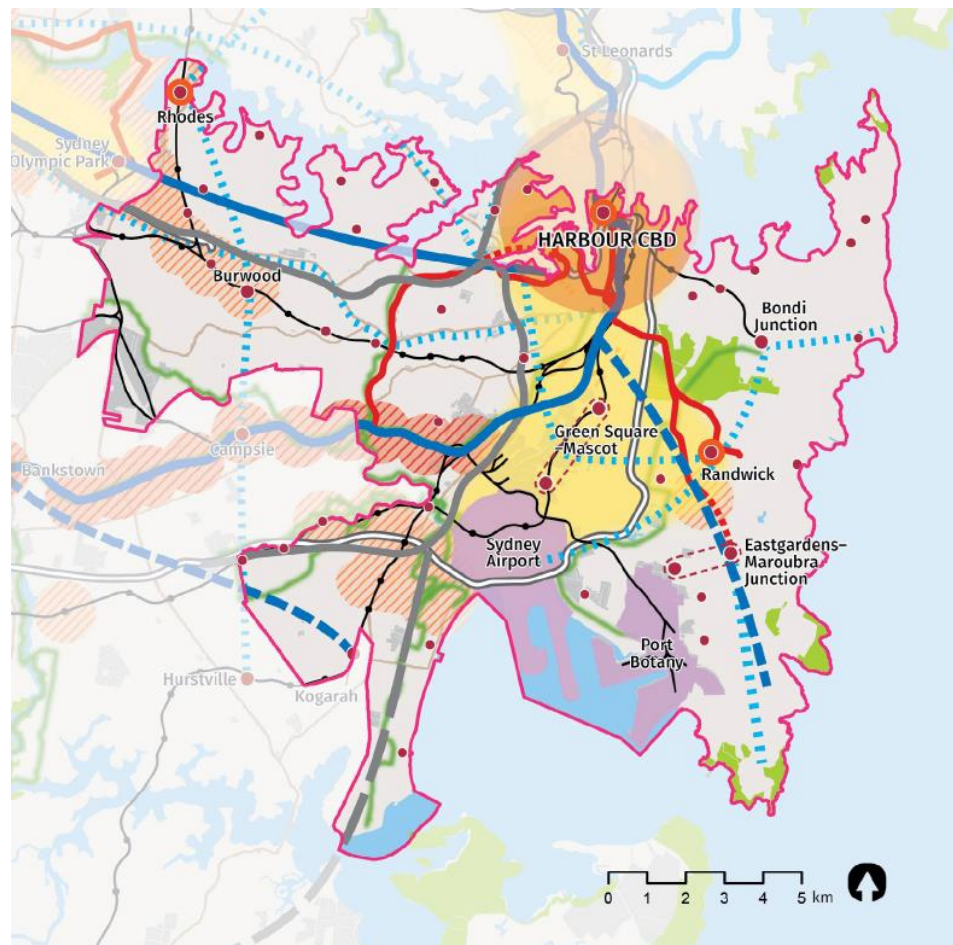 St Leonards
Rhodes
Sydney
Olympic Park
HARBOUR CBD
Burwood
Bondi
Junction
Green Square
–Mascot
Campsie
Bankstown
Randwick
Sydney
Airport
Eastgardens–
Maroubra
Junction
Port
Botany
Hurstville
Kogarah
0 1 2 3 4 5 km